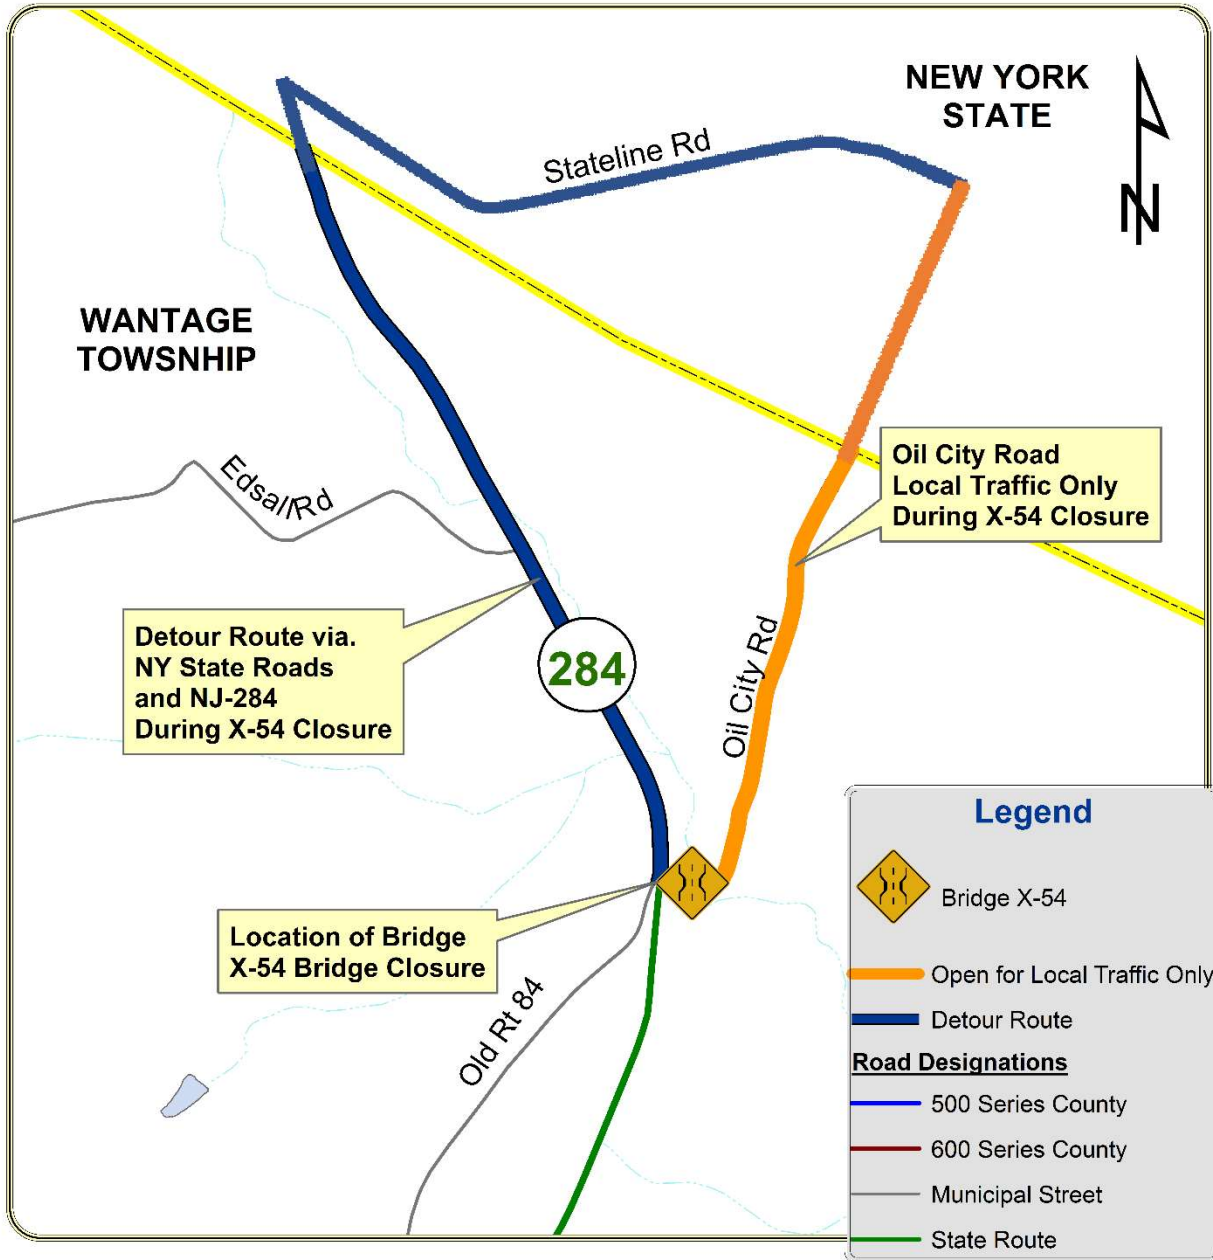 NEW YORK
STATE
N
Stateline Rd
WANTAGE
TOWSNHIP
Edsall Rd
Oil City Road
Local Traffic Only
During X-54 Closure
Detour Route via.
NY State Roads
and NJ-284
During X-54 Closure
284
Oil City Rd
Location of Bridge
X-54 Bridge Closure
Old Rt 84
Legend
Bridge X-54
Open for Local Traffic Only
Detour Route
Road Designations
500 Series County
600 Series County
Municipal Street
State Route